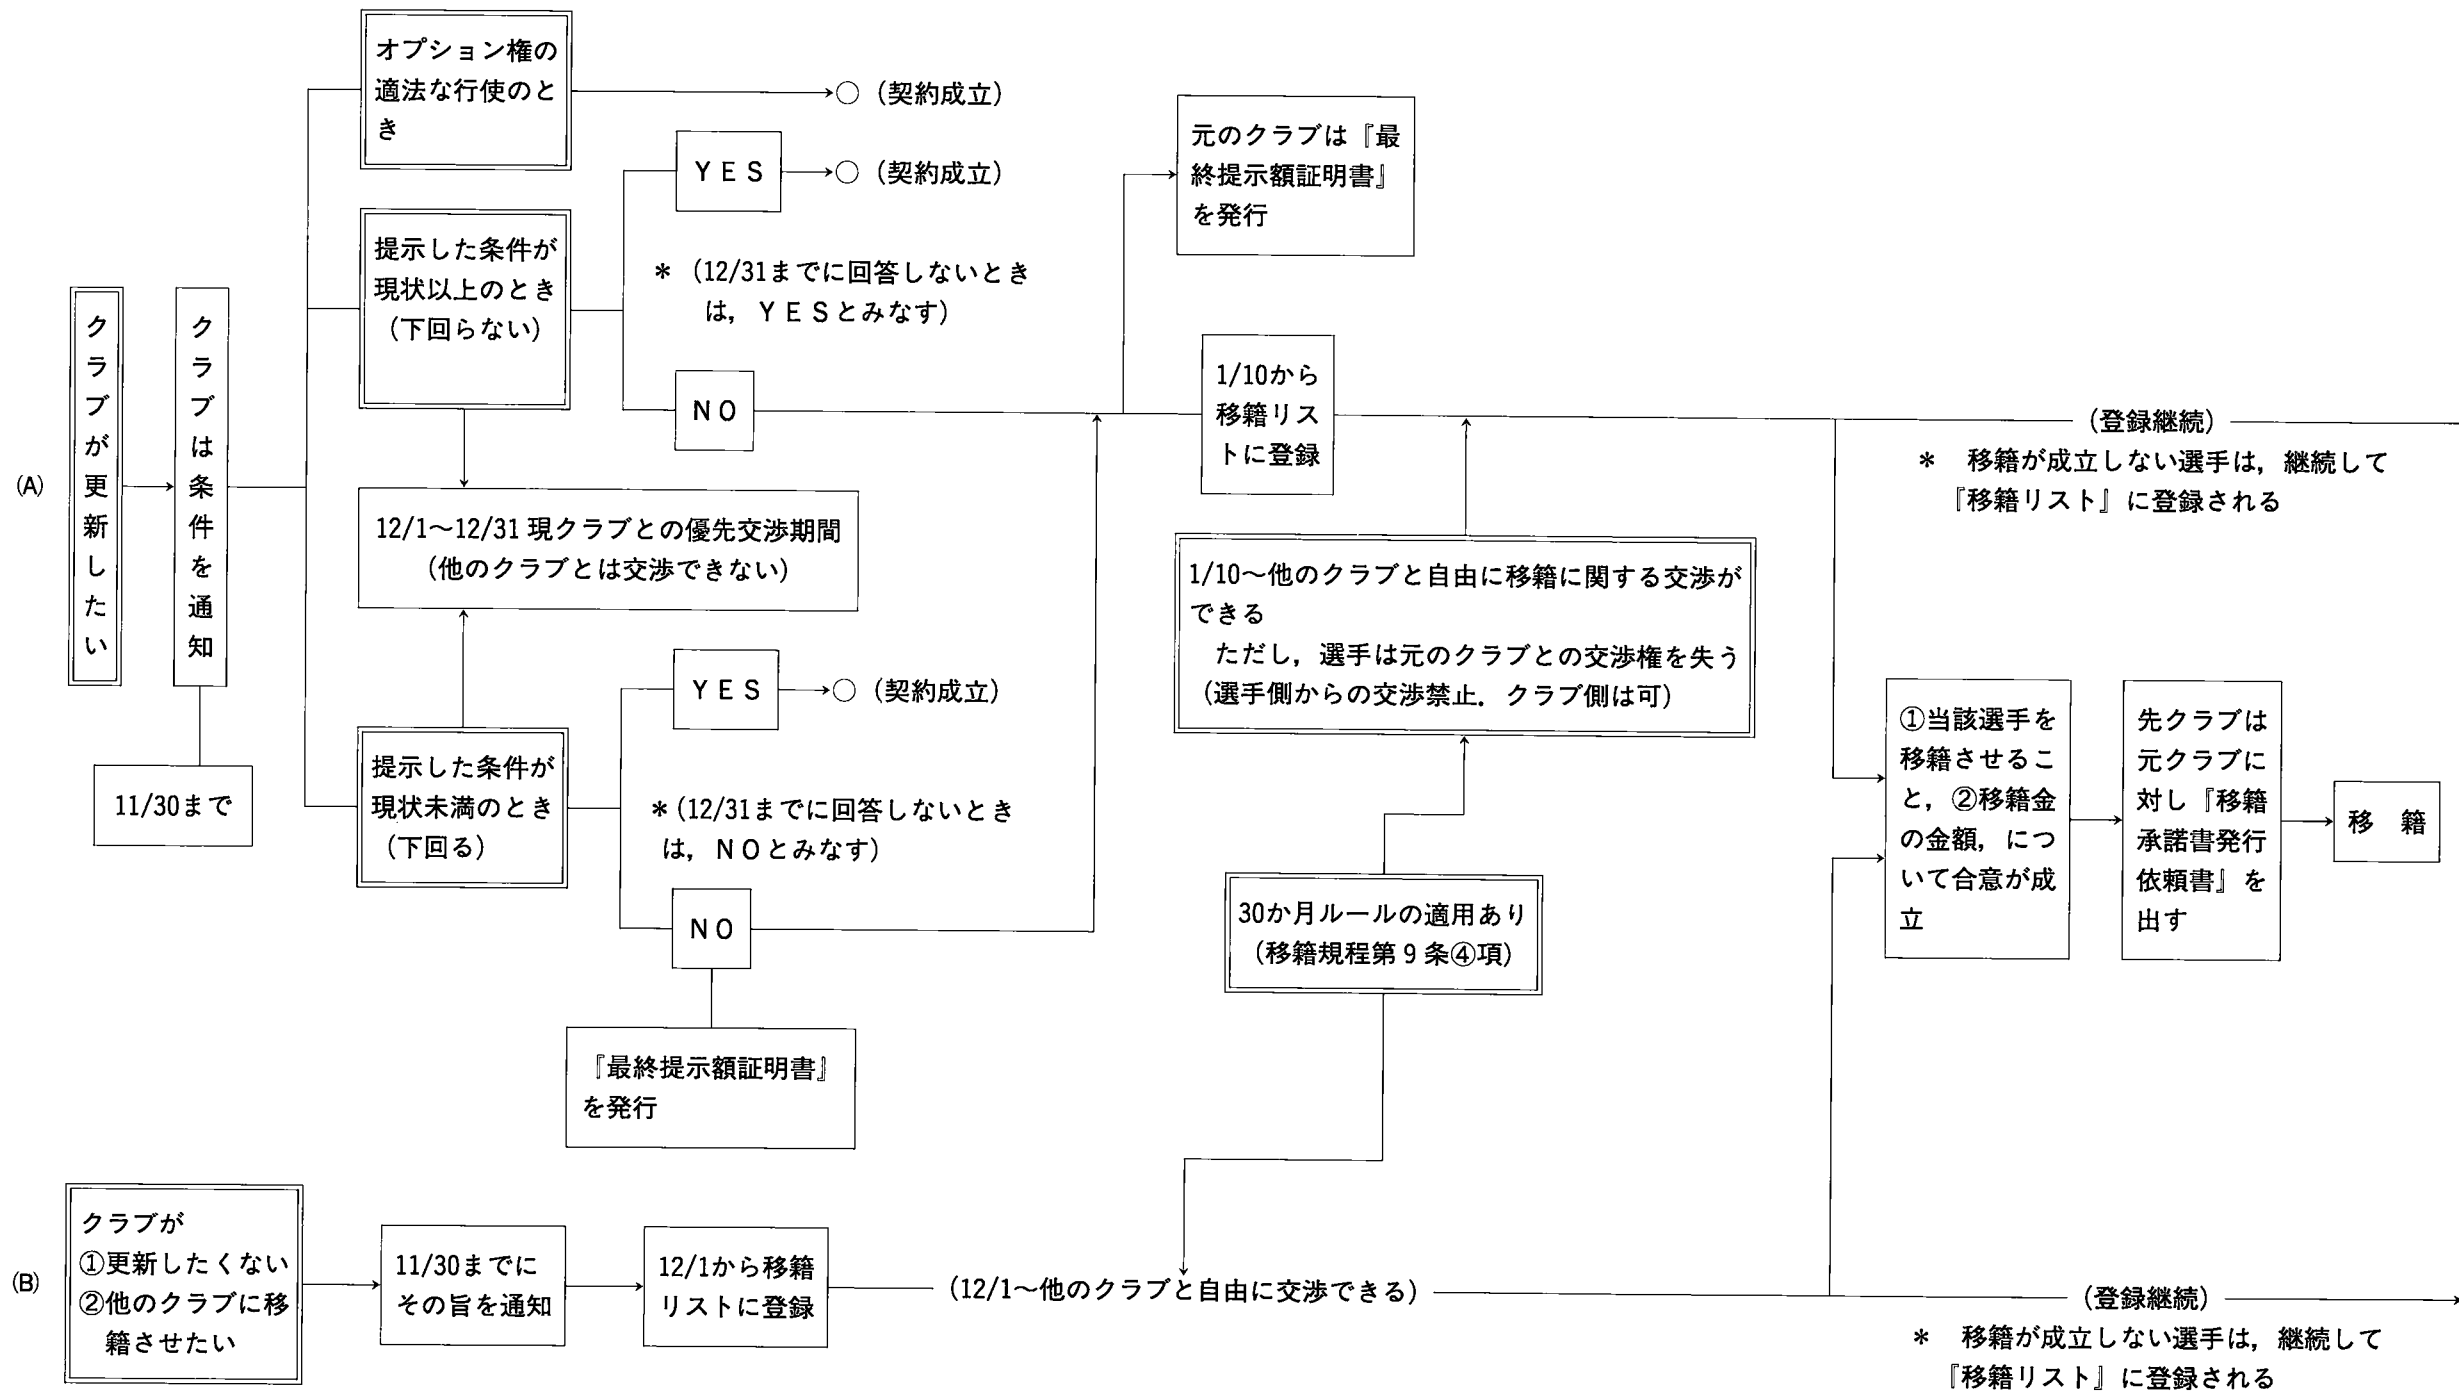 (A)
クラブが更新したい
クラブは条件を通知
11/30まで
オプション権の
適法な行使のと
き
○（契約成立）
提示した条件が
現状以上のとき
（下回らない）
ＹＥＳ
○（契約成立）
＊（12/31までに回答しないとき
は，ＹＥＳとみなす）
ＮＯ
12/1〜12/31 現クラブとの優先交渉期間
（他のクラブとは交渉できない）
提示した条件が
現状未満のとき
（下回る）
ＹＥＳ
○（契約成立）
＊（12/31までに回答しないとき
は，ＮＯとみなす）
ＮＯ
『最終提示額証明書』
を発行
元のクラブは『最
終提示額証明書』
を発行
1/10から
移籍リス
トに登録
1/10〜他のクラブと自由に移籍に関する交渉が
できる
ただし，選手は元のクラブとの交渉権を失う
（選手側からの交渉禁止．クラブ側は可）
30か月ルールの適用あり
（移籍規程第９条④項）
（登録継続）
＊　移籍が成立しない選手は，継続して
『移籍リスト』に登録される
①当該選手を
移籍させるこ
と，②移籍金
の金額，につ
いて合意が成
立
先クラブは
元クラブに
対し『移籍
承諾書発行
依頼書』を
出す
移　籍
(B)
クラブが
①更新したくない
②他のクラブに移
籍させたい
11/30までに
その旨を通知
12/1から移籍
リストに登録
（12/1〜他のクラブと自由に交渉できる）
（登録継続）
＊　移籍が成立しない選手は，継続して
『移籍リスト』に登録される